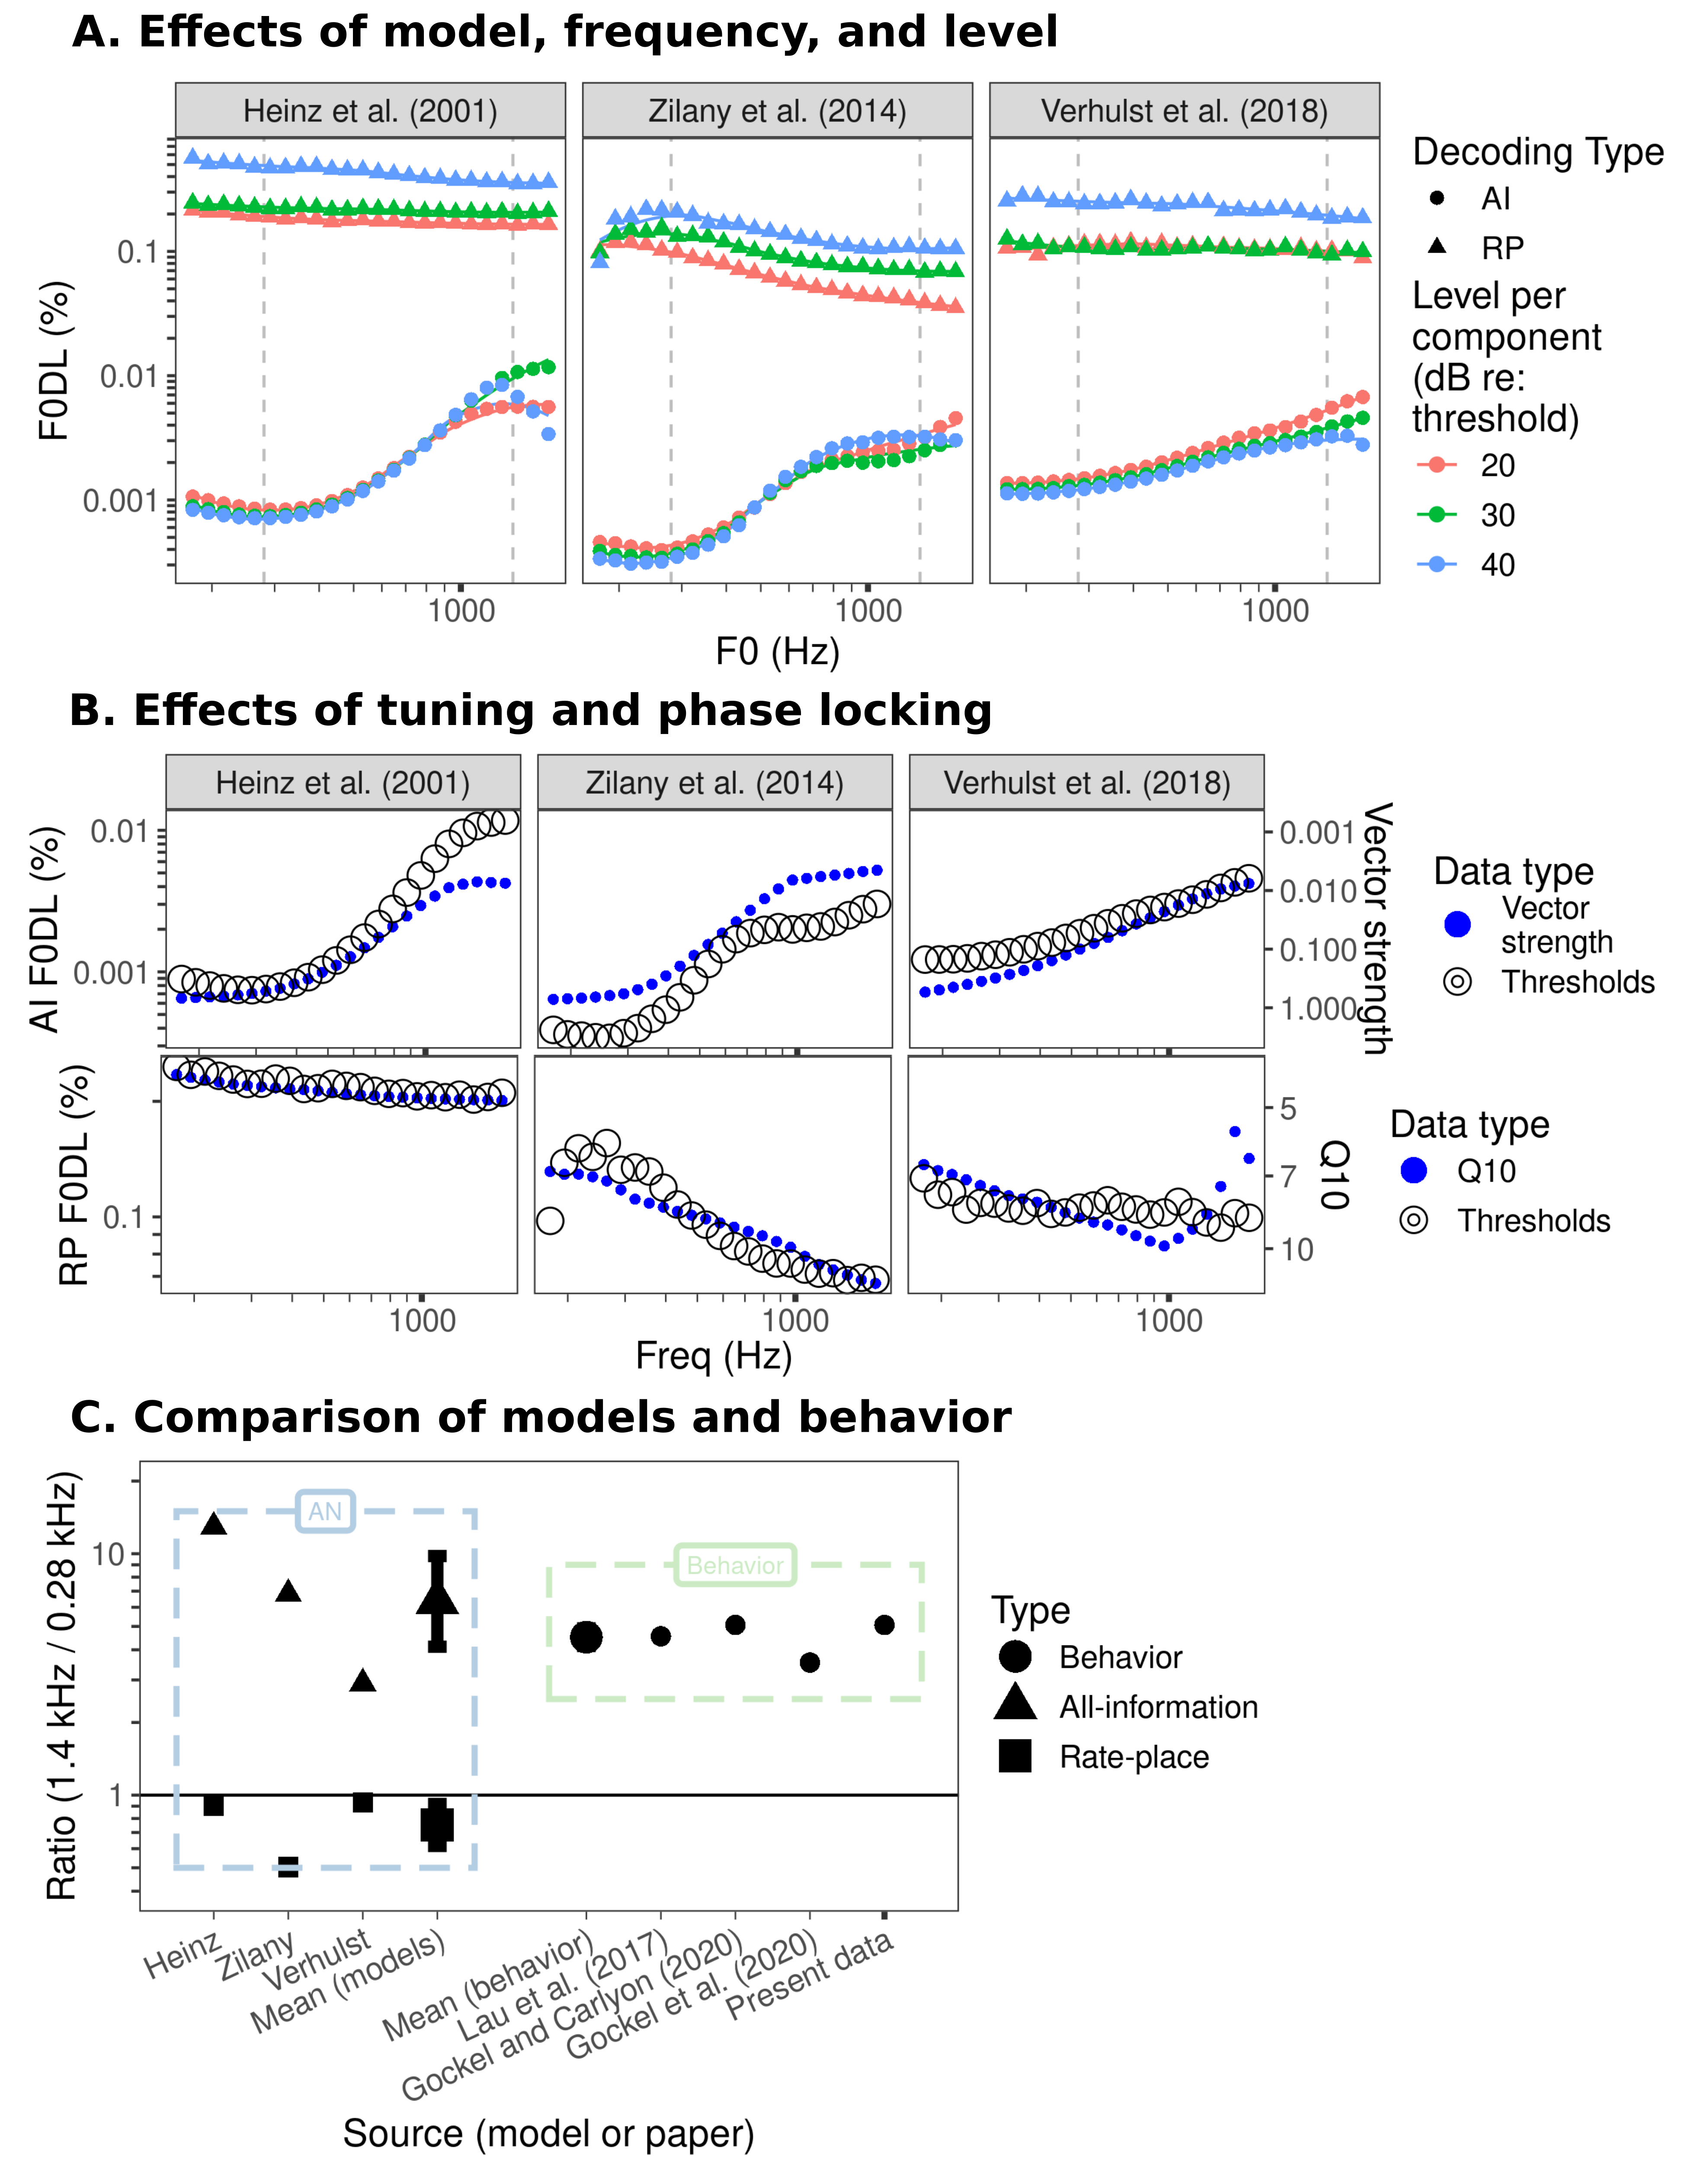 A. Effects of model, frequency, and level
Heinz et al. (2001)
Zilany et al. (2014)
Verhulst et al. (2018)
F0DL (%)
0.1
0.01
0.001
1000
1000
1000
F0 (Hz)
Decoding Type
AI
RP
Level per
component
(dB re:
threshold)
20
30
40
B. Effects of tuning and phase locking
Heinz et al. (2001)
Zilany et al. (2014)
Verhulst et al. (2018)
AI F0DL (%)
0.01
0.001
0.001
0.010
0.100
1.000
Vector strength
Data type
Vector
strength
Thresholds
RP F0DL (%)
0.1
5
7
10
Q10
Data type
Q10
Thresholds
1000
1000
1000
Freq (Hz)
C. Comparison of models and behavior
Ratio (1.4 kHz / 0.28 kHz)
10
1
AN
Behavior
Type
Behavior
All-information
Rate-place
Heinz
Zilany
Verhulst
Mean (models)
Mean (behavior)
Lau et al. (2017)
Gockel and Carlyon (2020)
Gockel et al. (2020)
Present data
Source (model or paper)